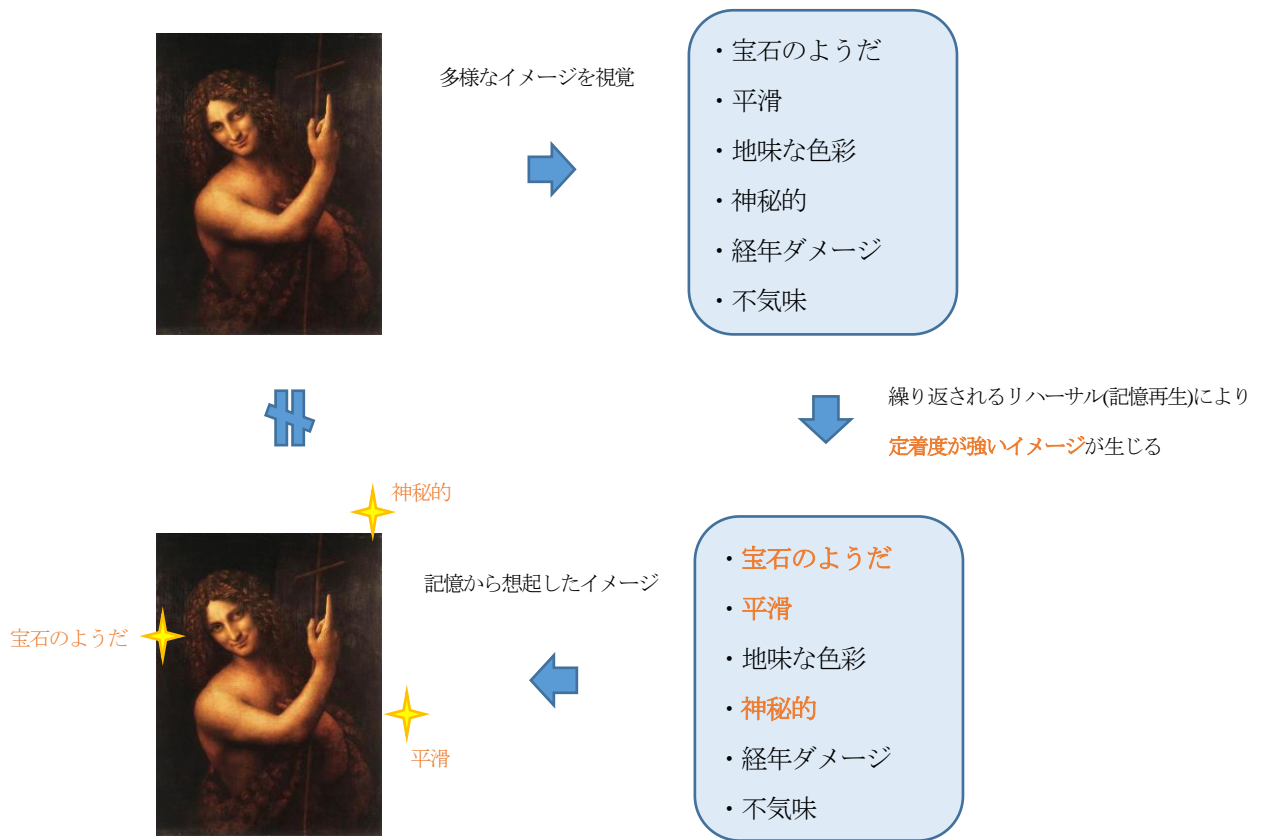 多様なイメージを視覚
・宝石のようだ
・平滑
・地味な色彩
・神秘的
・経年ダメージ
・不気味
繰り返されるリハーサル(記憶再生)により
定着度が強いイメージが生じる
・宝石のようだ
・平滑
・地味な色彩
・神秘的
・経年ダメージ
・不気味
記憶から想起したイメージ
神秘的
宝石のようだ
平滑